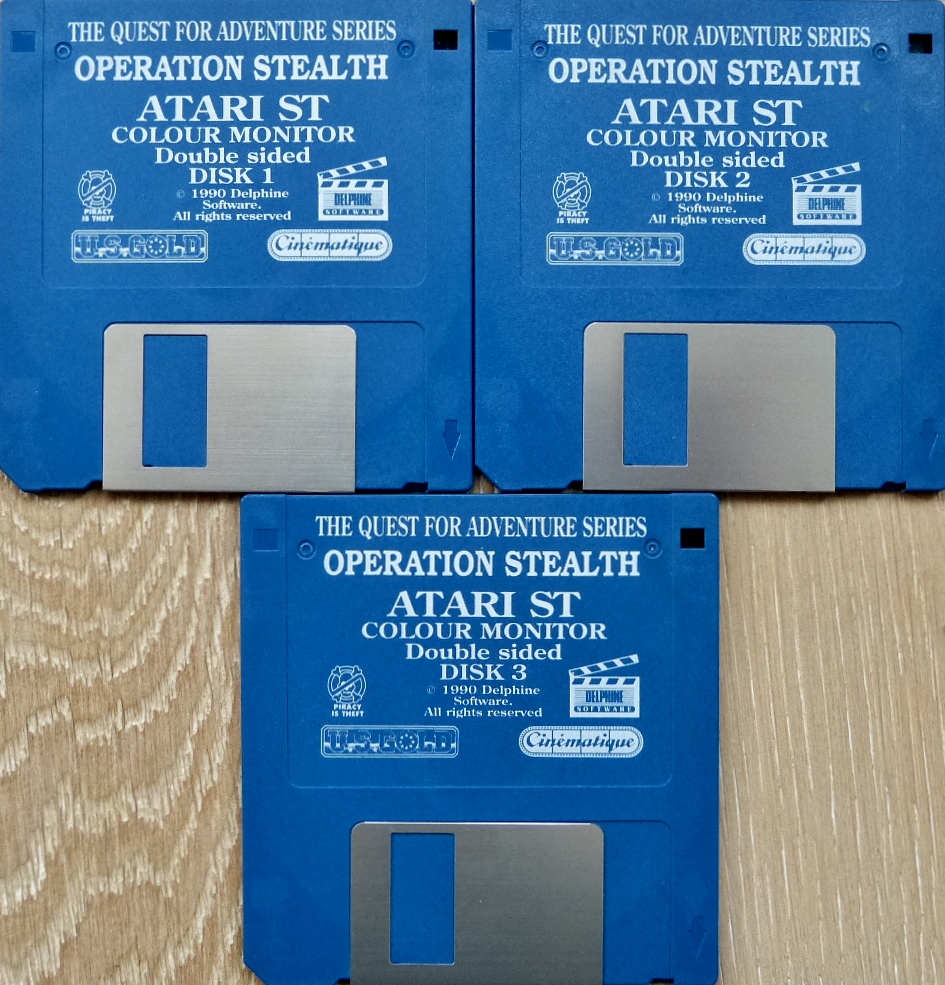 THE QUEST FOR ADVENTURE SERIES
OPERATION STEALTH
ATARI ST
COLOUR MONITOR
Double sided
DISK 1
© 1990 Delphine
Software.
All rights reserved
PIRACY
IS THEFT
DELPHINE
SOFTWARE
U.S. GOLD
Cinématique
THE QUEST FOR ADVENTURE SERIES
OPERATION STEALTH
ATARI ST
COLOUR MONITOR
Double sided
DISK 2
© 1990 Delphine
Software.
All rights reserved
PIRACY
IS THEFT
DELPHINE
SOFTWARE
U.S. GOLD
Cinématique
THE QUEST FOR ADVENTURE SERIES
OPERATION STEALTH
ATARI ST
COLOUR MONITOR
Double sided
DISK 3
© 1990 Delphine
Software.
All rights reserved
PIRACY
IS THEFT
DELPHINE
SOFTWARE
U.S. GOLD
Cinématique